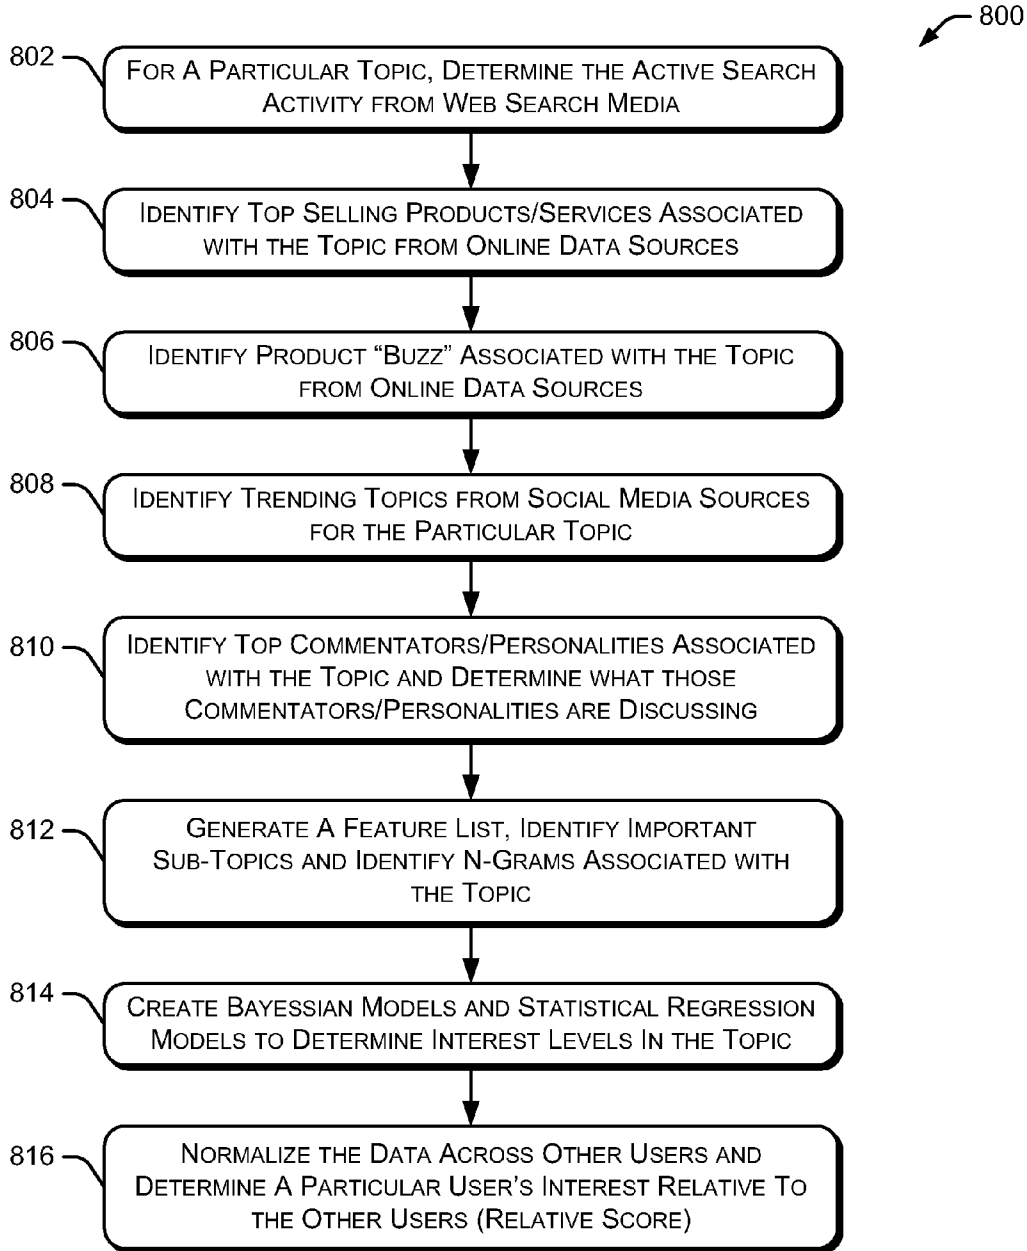 800
802
FOR A PARTICULAR TOPIC, DETERMINE THE ACTIVE SEARCH
ACTIVITY FROM WEB SEARCH MEDIA
804
IDENTIFY TOP SELLING PRODUCTS/SERVICES ASSOCIATED
WITH THE TOPIC FROM ONLINE DATA SOURCES
806
IDENTIFY PRODUCT “BUZZ” ASSOCIATED WITH THE TOPIC
FROM ONLINE DATA SOURCES
808
IDENTIFY TRENDING TOPICS FROM SOCIAL MEDIA SOURCES
FOR THE PARTICULAR TOPIC
810
IDENTIFY TOP COMMENTATORS/PERSONALITIES ASSOCIATED
WITH THE TOPIC AND DETERMINE WHAT THOSE
COMMENTATORS/PERSONALITIES ARE DISCUSSING
812
GENERATE A FEATURE LIST, IDENTIFY IMPORTANT
SUB-TOPICS AND IDENTIFY N-GRAMS ASSOCIATED WITH
THE TOPIC
814
CREATE BAYESSIAN MODELS AND STATISTICAL REGRESSION
MODELS TO DETERMINE INTEREST LEVELS IN THE TOPIC
816
NORMALIZE THE DATA ACROSS OTHER USERS AND
DETERMINE A PARTICULAR USER'S INTEREST RELATIVE TO
THE OTHER USERS (RELATIVE SCORE)